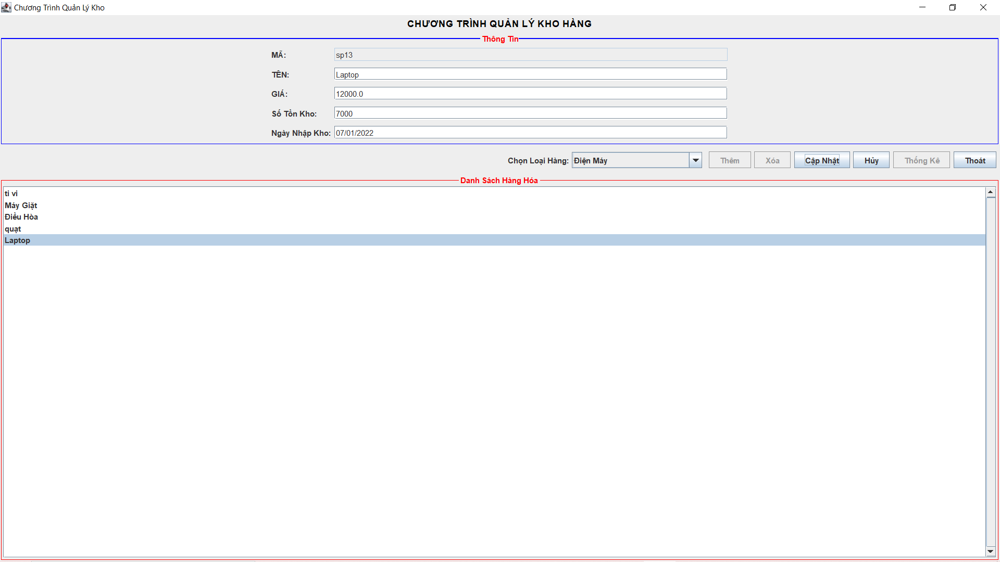 Chương Trình Quản Lý Kho
CHƯƠNG TRÌNH QUẢN LÝ KHO HÀNG
Thông Tin
MÃ: sp13
TÊN: Laptop
GIÁ: 12000.0
Số Tồn Kho: 7000
Ngày Nhập Kho: 07/01/2022
Chọn Loại Hàng: Điện Máy Thêm Xóa Cập Nhật Hủy Thống Kê Thoát
Danh Sách Hàng Hóa
ti vi
Máy Giặt
Điều Hòa
quạt
Laptop